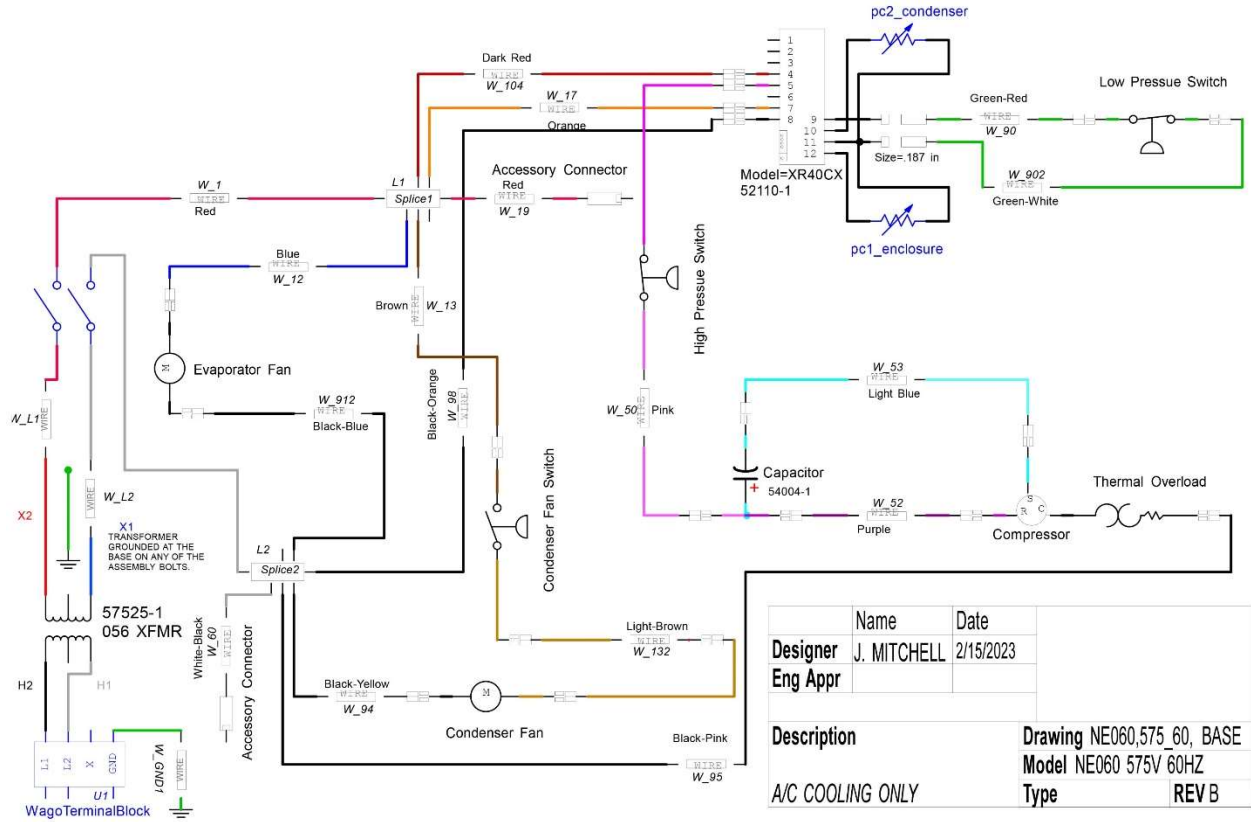 pc2_condenser
1
2
3
4
5
6
7
8
9
10
11
12
Dark Red
WIRE
W_104
W_17
WIRE
Orange
Low Pressue Switch
Green-Red
WIRE
W_90
Size=.187 in
W_902
WIRE
Green-White
Model=XR40CX
52110-1
pc1_enclosure
Accessory Connector
Red
WIRE
W_19
L1
Splice1
W_1
WIRE
Red
Blue
WIRE
W_12
Brown
WIRE
W_13
High Pressue Switch
M
Evaporator Fan
W_912
WIRE
Black-Blue
Black-Orange
W_98
WIRE
W_50
WIRE
Pink
W_53
WIRE
Light Blue
Capacitor
+
54004-1
W_52
WIRE
Purple
S
R
C
Compressor
Thermal Overload
W_L1
WIRE
WIRE
W_L2
X2
X1
TRANSFORMER
GROUNDED AT THE
BASE ON ANY OF THE
ASSEMBLY BOLTS.
Condenser Fan Switch
L2
Splice2
57525-1
056 XFMR
H2
H1
White-Black
W_60
WIRE
Accessory Connector
Light-Brown
WIRE
W_132
Black-Yellow
WIRE
W_94
M
Condenser Fan
Black-Pink
WIRE
W_95
L1
L2
X
GND
U1
WagoTerminalBlock
W_GND1
WIRE
Name Date
Designer J. MITCHELL 2/15/2023
Eng Appr
Description
Drawing NE060,575_60, BASE
Model NE060 575V 60HZ
A/C COOLING ONLY
Type REV B